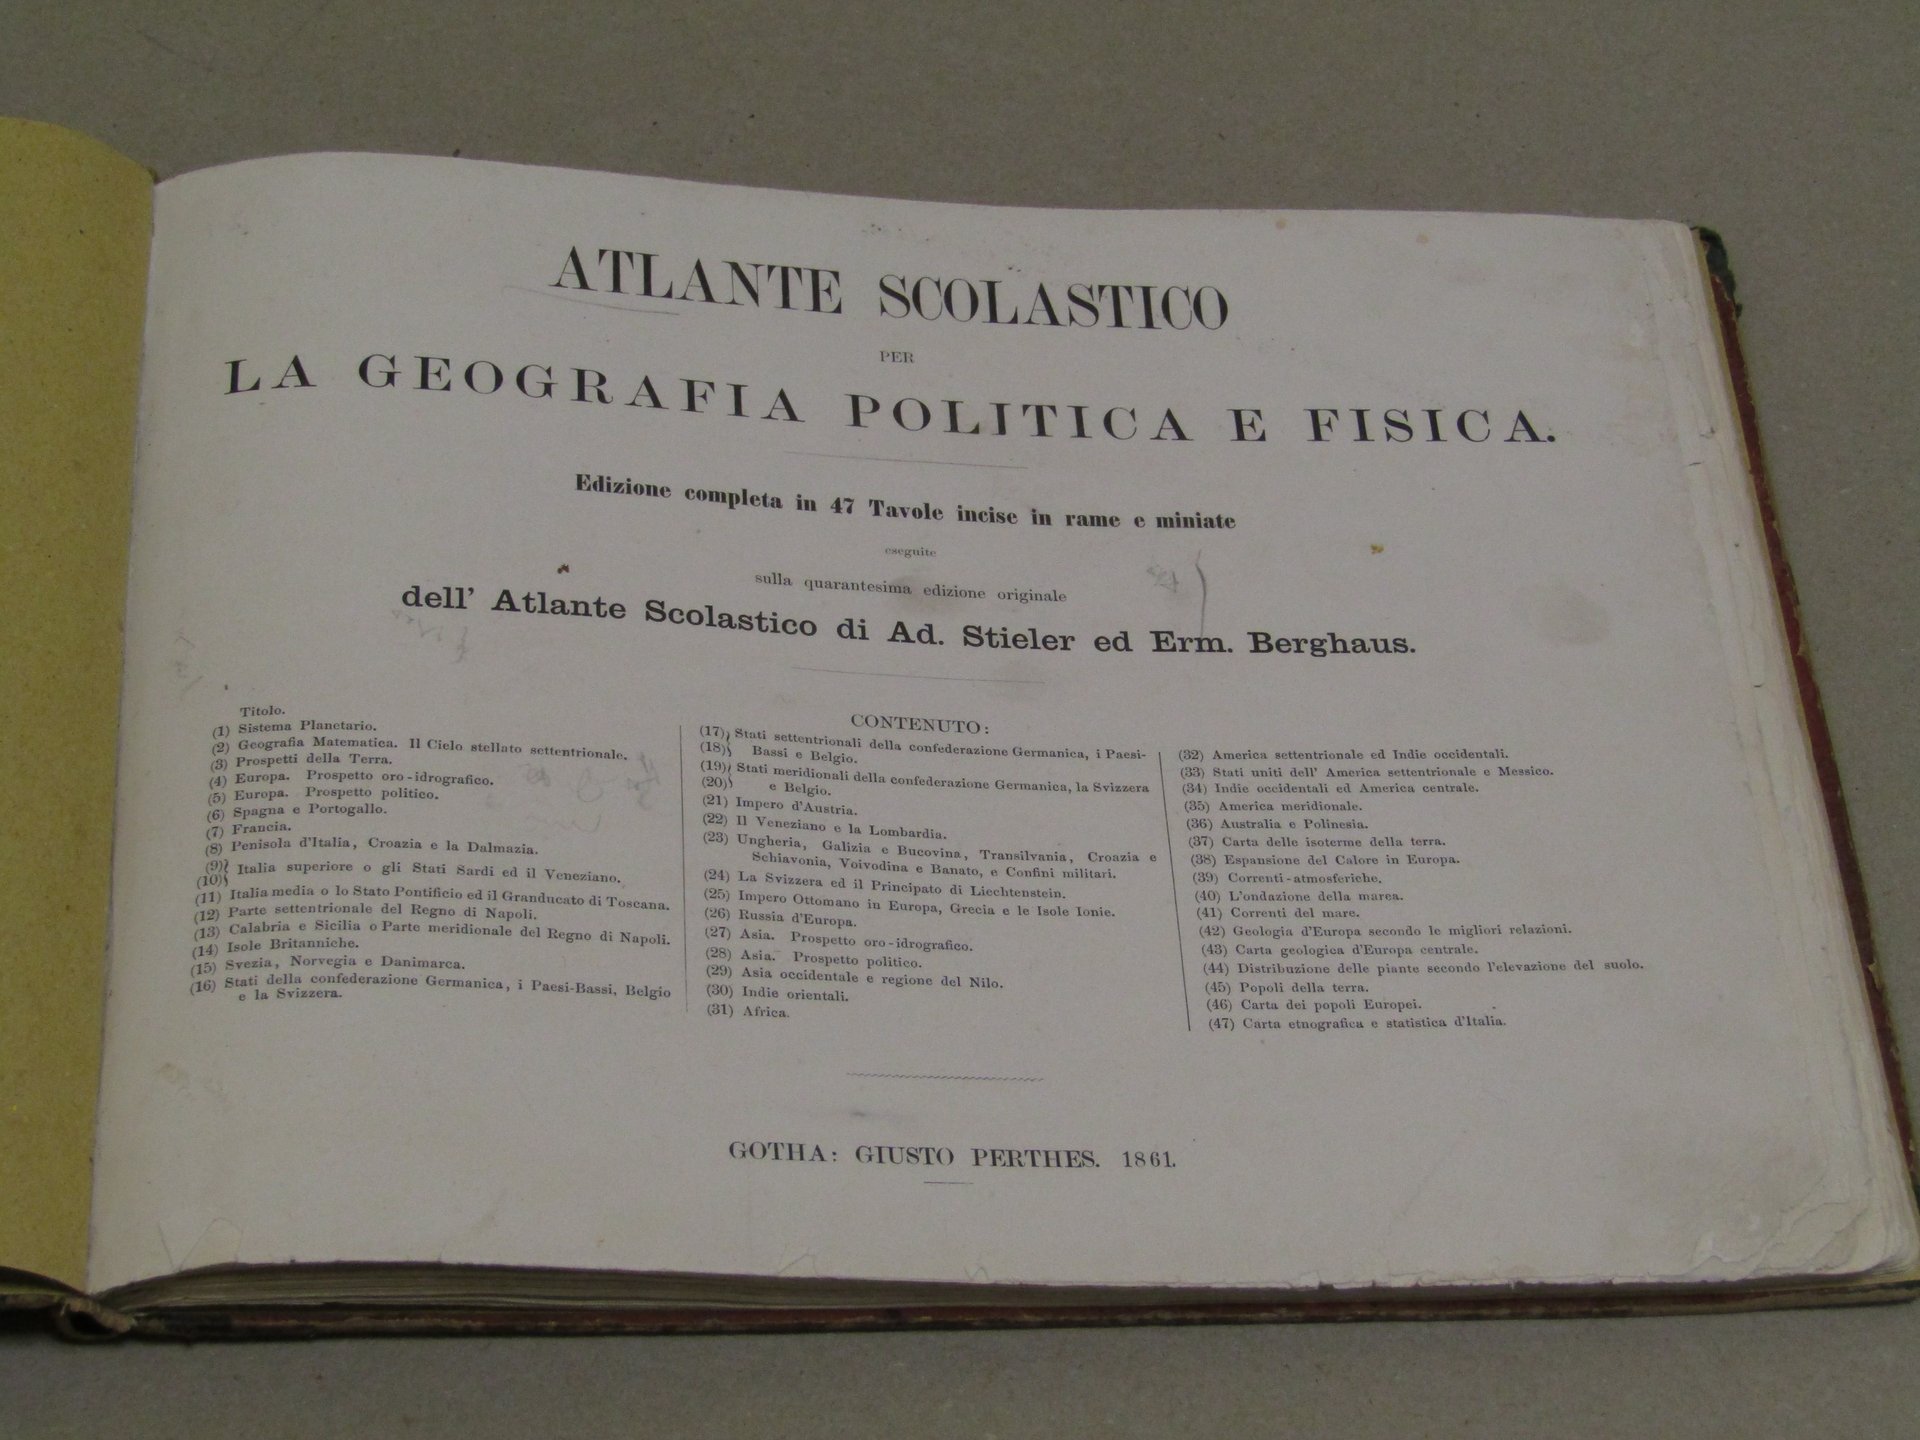 ATLANTE SCOLASTICO
PER
LA GEOGRAFIA POLITICA E FISICA.
Edizione completa in 47 Tavole incise in rame e miniate
eseguite
sulla quarantesima edizione originale
dell' Atlante Scolastico di Ad. Stieler ed Erm. Berghaus.
CONTENUTO:
Titolo.
(1) Sistema Planetario.
(2) Geografia Matematica. Il Cielo stellato settentrionale.
(3) Prospetti della Terra.
(4) Europa. Prospetto oro-idrografico.
(5) Europa. Prospetto politico.
(6) Spagna e Portogallo.
(7) Francia.
(8) Penisola d'Italia, Croazia e la Dalmazia.
(9)
(10) Italia superiore o gli Stati Sardi ed il Veneziano.
(11) Italia media o lo Stato Pontificio ed il Granducato di Toscana.
(12) Parte settentrionale del Regno di Napoli.
(13) Calabria e Sicilia o Parte meridionale del Regno di Napoli.
(14) Isole Britanniche.
(15) Svezia, Norvegia e Danimarca.
(16) Stati della confederazione Germanica, i Paesi-Bassi, Belgio
e la Svizzera.
(17) Stati settentrionali della confederazione Germanica, i Paesi-
(18) Bassi e Belgio.
(19) Stati meridionali della confederazione Germanica, la Svizzera
(20) e Belgio.
(21) Impero d'Austria.
(22) Il Veneziano e la Lombardia.
(23) Ungheria, Galizia e Bucovina, Transilvania, Croazia e
Schiavonia, Voivodina e Banato, e Confini militari.
(24) La Svizzera ed il Principato di Liechtenstein.
(25) Impero Ottomano in Europa, Grecia e le Isole Ionie.
(26) Russia d'Europa.
(27) Asia. Prospetto oro-idrografico.
(28) Asia. Prospetto politico.
(29) Asia occidentale e regione del Nilo.
(30) Indie orientali.
(31) Africa.
(32) America settentrionale ed Indie occidentali.
(33) Stati uniti dell' America settentrionale e Messico.
(34) Indie occidentali ed America centrale.
(35) America meridionale.
(36) Australia e Polinesia.
(37) Carta delle isoterme della terra.
(38) Espansione del Calore in Europa.
(39) Correnti-atmosferiche.
(40) L'ondazione della marea.
(41) Correnti del mare.
(42) Geologia d'Europa secondo le migliori relazioni.
(43) Carta geologica d'Europa centrale.
(44) Distribuzione delle piante secondo l'elevazione del suolo.
(45) Popoli della terra.
(46) Carta dei popoli Europei.
(47) Carta etnografica e statistica d'Italia.
GOTHA: GIUSTO PERTHES. 1861.